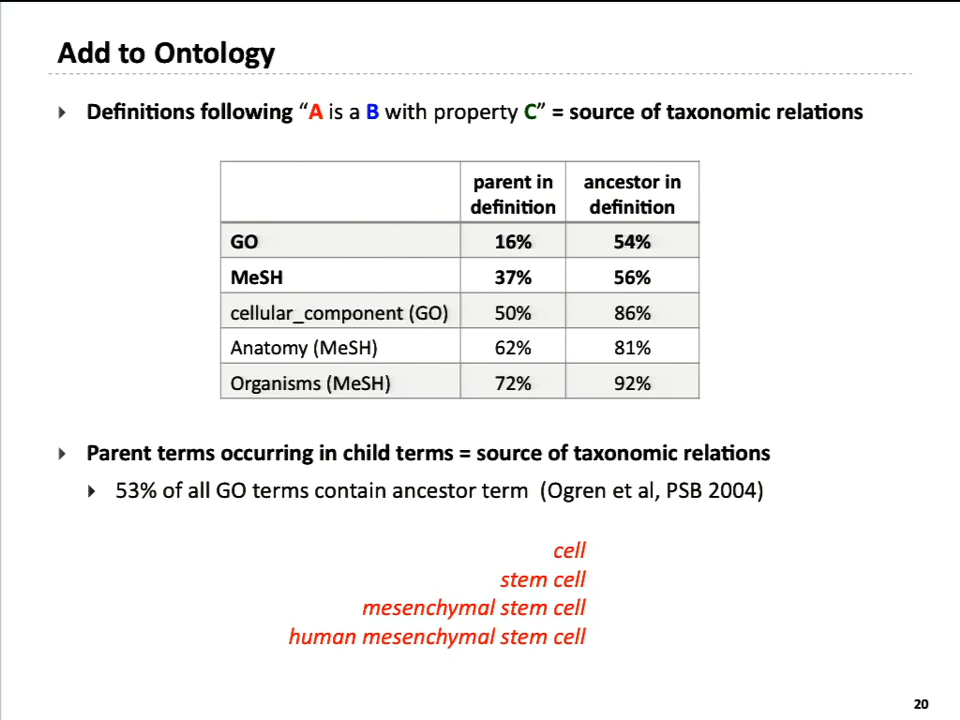 Add to Ontology
Definitions following “A is a B with property C” = source of taxonomic relations
parent in definition
ancestor in definition
GO 16% 54%
MeSH 37% 56%
cellular_component (GO) 50% 86%
Anatomy (MeSH) 62% 81%
Organisms (MeSH) 72% 92%
Parent terms occurring in child terms = source of taxonomic relations
53% of all GO terms contain ancestor term (Ogren et al, PSB 2004)
cell
stem cell
mesenchymal stem cell
human mesenchymal stem cell
20